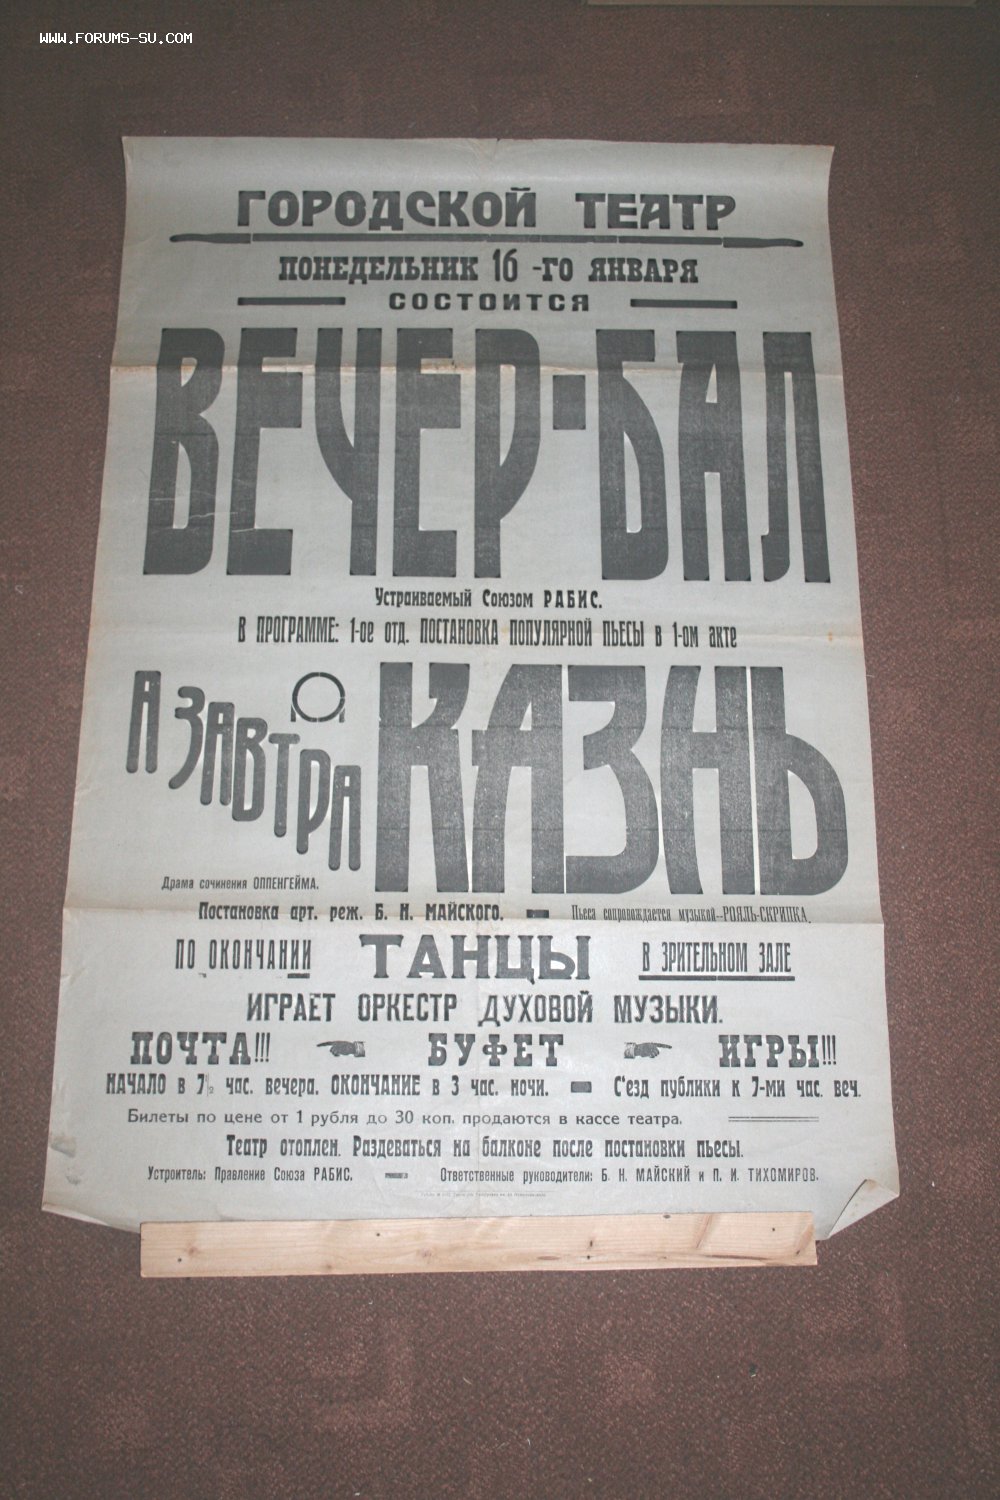 WWW.FORUMS-SU.COM
ГОРОДСКОЙ ТЕАТР
ПОНЕДЕЛЬНИК 16 -ГО ЯНВАРЯ
СОСТОИТСЯ
ВЕЧЕР-БАЛ
Устраиваемый Союзом РАБИС.
В ПРОГРАММЕ: 1-ое отд. ПОСТАНОВКА ПОПУЛЯРНОЙ ПЬЕСЫ в 1-ом акте
А ЗАВТРА КАЗНЬ
Драма сочинения ОППЕНГЕЙМА.
Постановка арт. реж. Б. Н. МАЙСКОГО. — Пьеса сопровождается музыкой—РОЯЛЬ-СКРИПКА.
ПО ОКОНЧАНИИ ТАНЦЫ В ЗРИТЕЛЬНОМ ЗАЛЕ
ИГРАЕТ ОРКЕСТР ДУХОВОЙ МУЗЫКИ.
ПОЧТА!!! БУФЕТ ИГРЫ!!!
НАЧАЛО в 7½ час. вечера. ОКОНЧАНИЕ в 3 час. ночи. — С'езд публики к 7-ми час. веч.
Билеты по цене от 1 рубля до 30 коп. продаются в кассе театра.
Театр отоплен. Раздеваться на балконе после постановки пьесы.
Устроитель: Правление Союза РАБИС. — Ответственные руководители: Б. Н. МАЙСКИЙ и П. И. ТИХОМИРОВ.